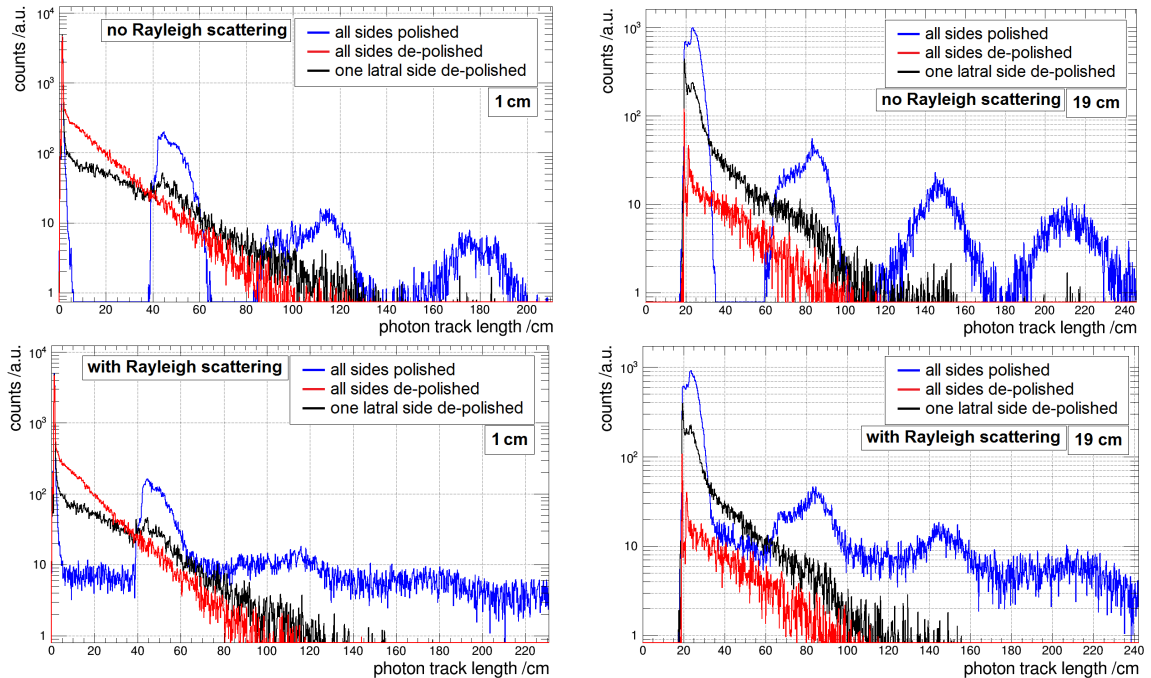 counts /a.u.
no Rayleigh scattering
all sides polished
all sides de-polished
one latral side de-polished
1 cm
10⁴
10³
10²
10
1
0 20 40 60 80 100 120 140 160 180 200
photon track length /cm
counts /a.u.
all sides polished
all sides de-polished
one latral side de-polished
no Rayleigh scattering
19 cm
10³
10²
10
1
0 20 40 60 80 100 120 140 160 180 200 220 240
photon track length /cm
counts /a.u.
with Rayleigh scattering
all sides polished
all sides de-polished
one latral side de-polished
1 cm
10⁴
10³
10²
10
1
0 20 40 60 80 100 120 140 160 180 200 220
photon track length /cm
counts /a.u.
all sides polished
all sides de-polished
one latral side de-polished
with Rayleigh scattering
19 cm
10³
10²
10
1
0 20 40 60 80 100 120 140 160 180 200 220 240
photon track length /cm